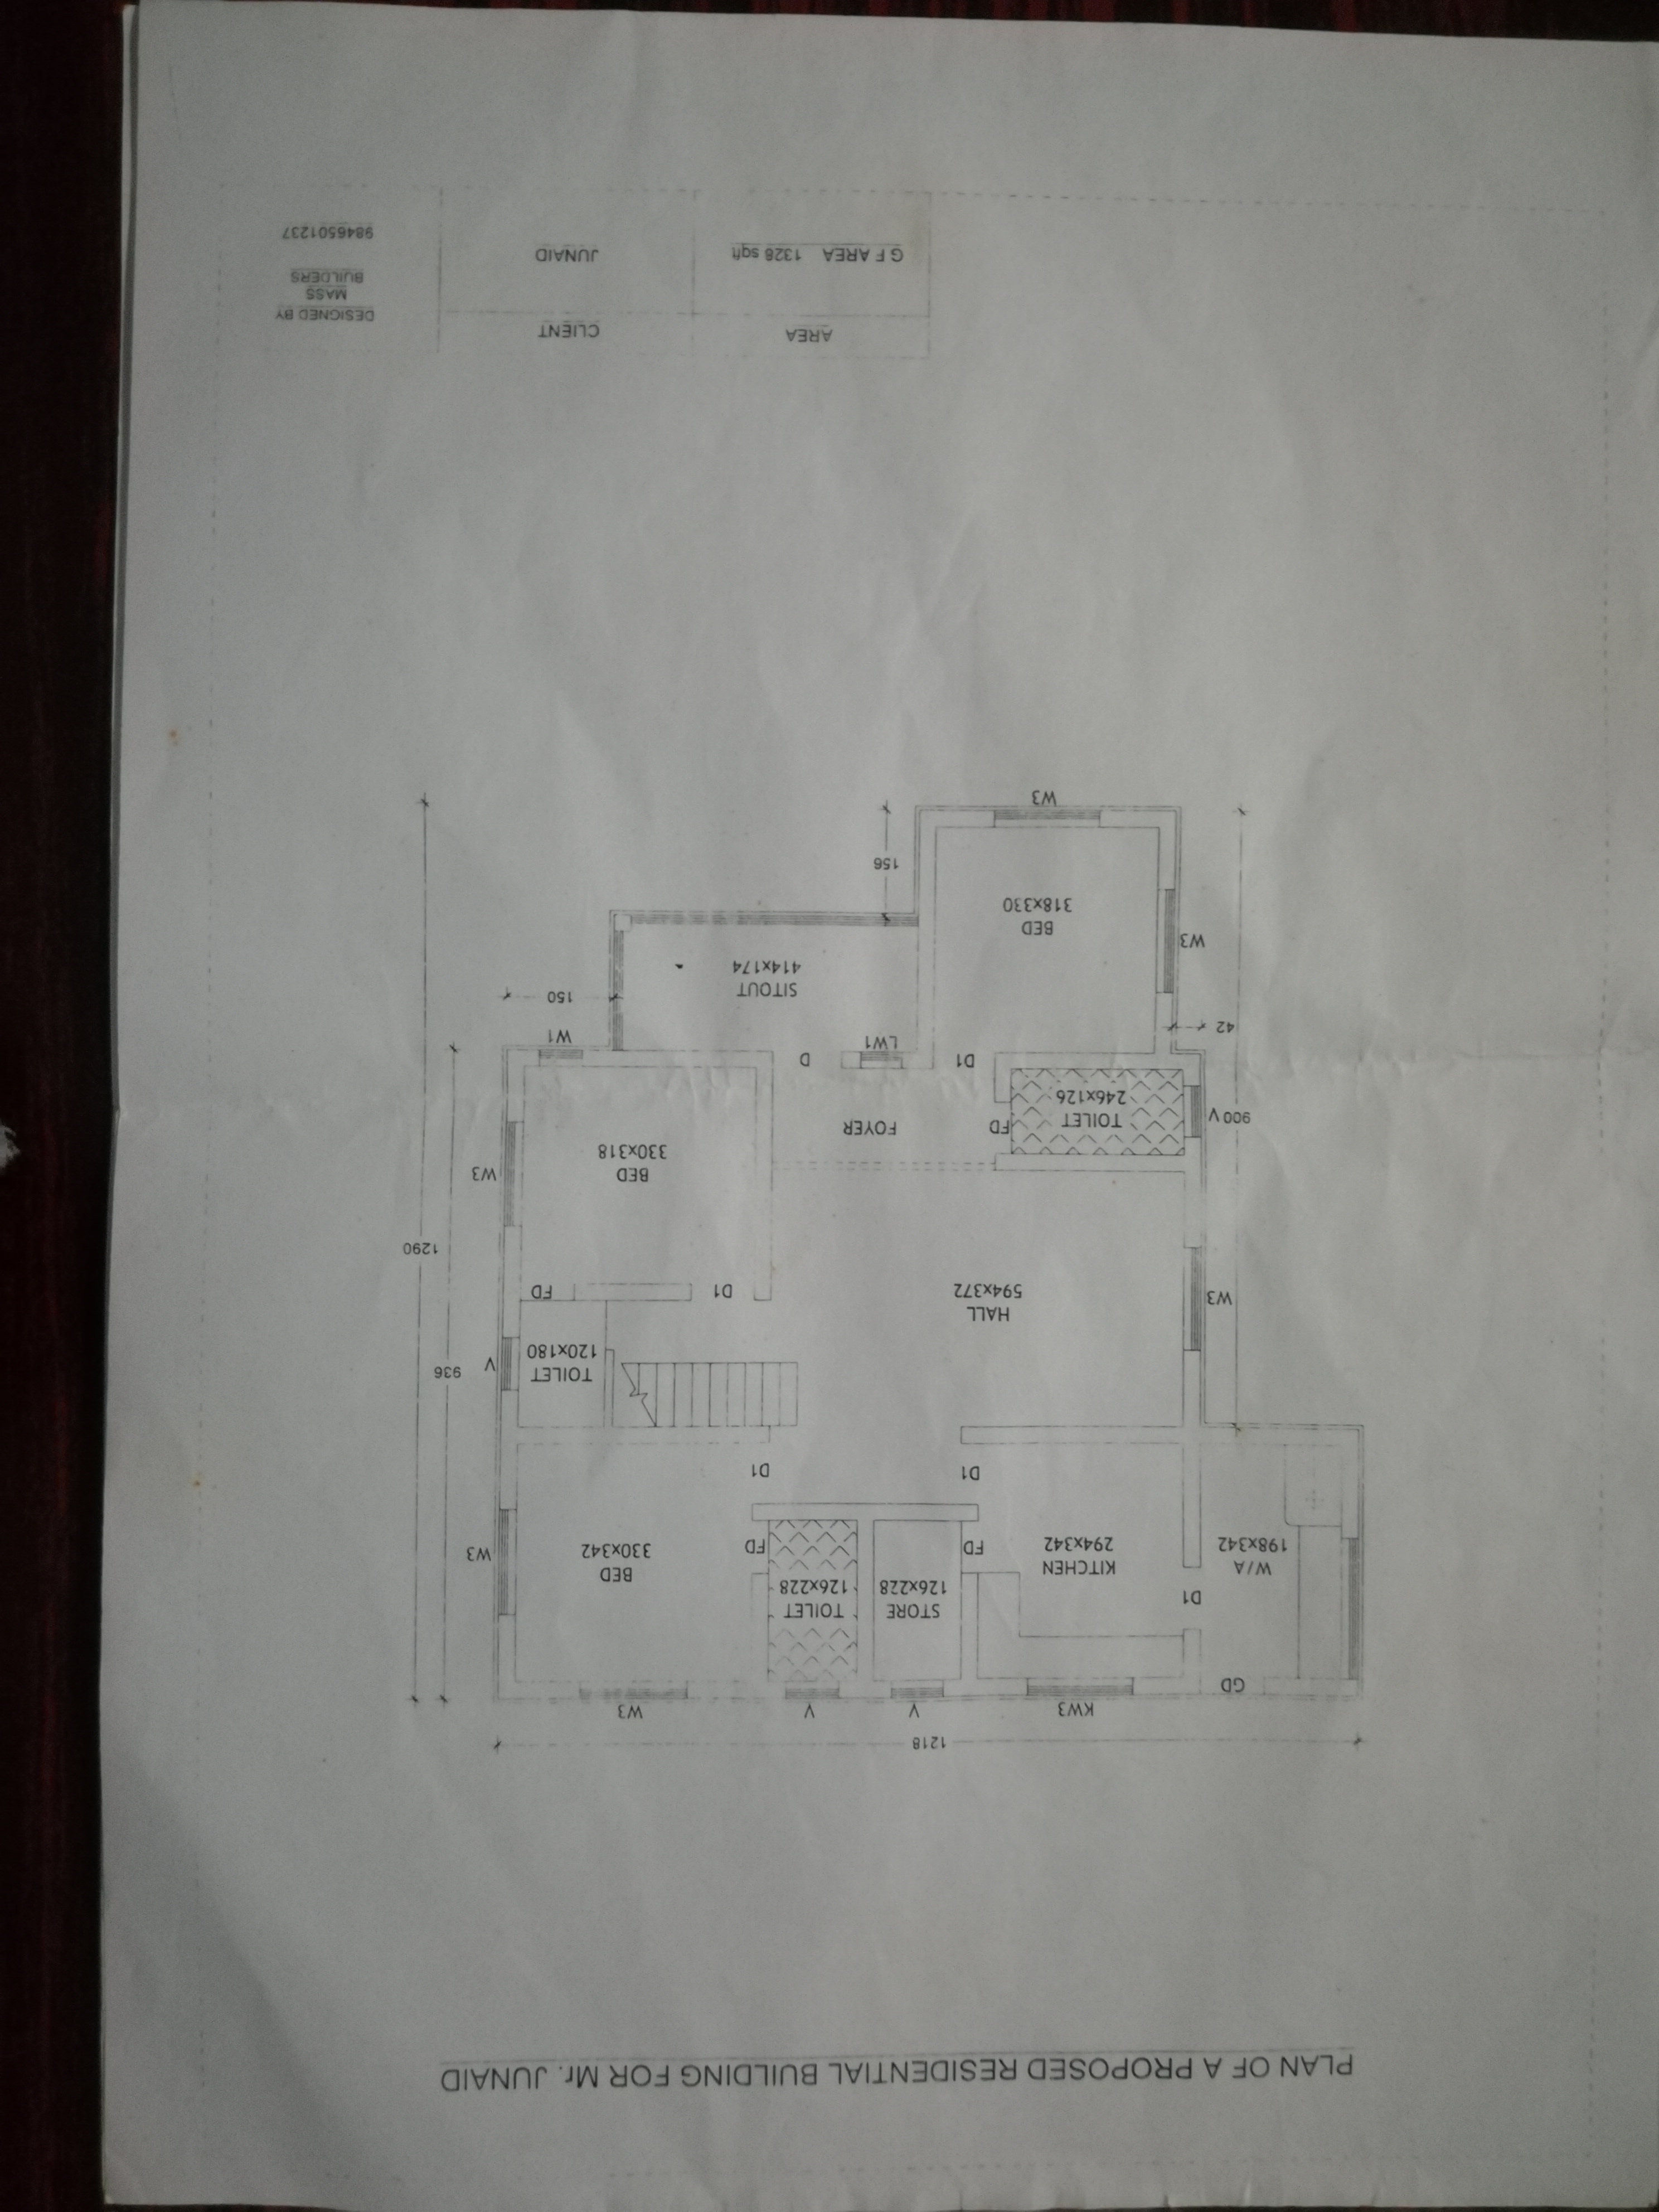 PLAN OF A PROPOSED RESIDENTIAL BUILDING FOR Mr. JUNAID
1218
KW3
V
V
W3
GD
D1
W/A
198x342
KITCHEN
294x342
FD
STORE
126x228
TOILET
126x228
FD
BED
330x342
W3
D1
D1
TOILET
120x180
V
936
HALL
594x372
W3
D1
FD
1290
BED
330x318
W3
900
V
TOILET
246x126
FD
FOYER
D1
LW1
D
W1
42
150
SITOUT
414x174
W3
BED
318x330
156
W3
AREA
CLIENT
G F AREA 1328 sqft
JUNAID
DESIGNED BY
MASS
BUILDERS
9846501237